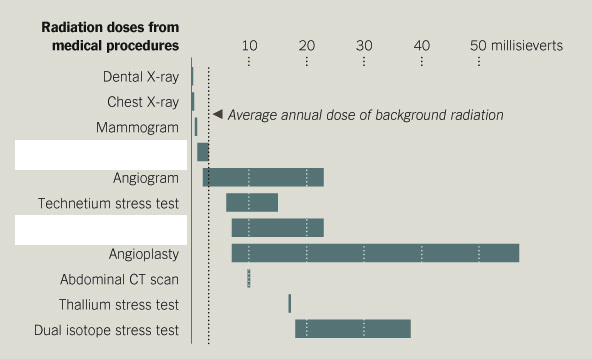 Radiation doses from
medical procedures
10 20 30 40 50 millisieverts
Dental X-ray
Chest X-ray
◀ Average annual dose of background radiation
Mammogram
Angiogram
Technetium stress test
Angioplasty
Abdominal CT scan
Thallium stress test
Dual isotope stress test